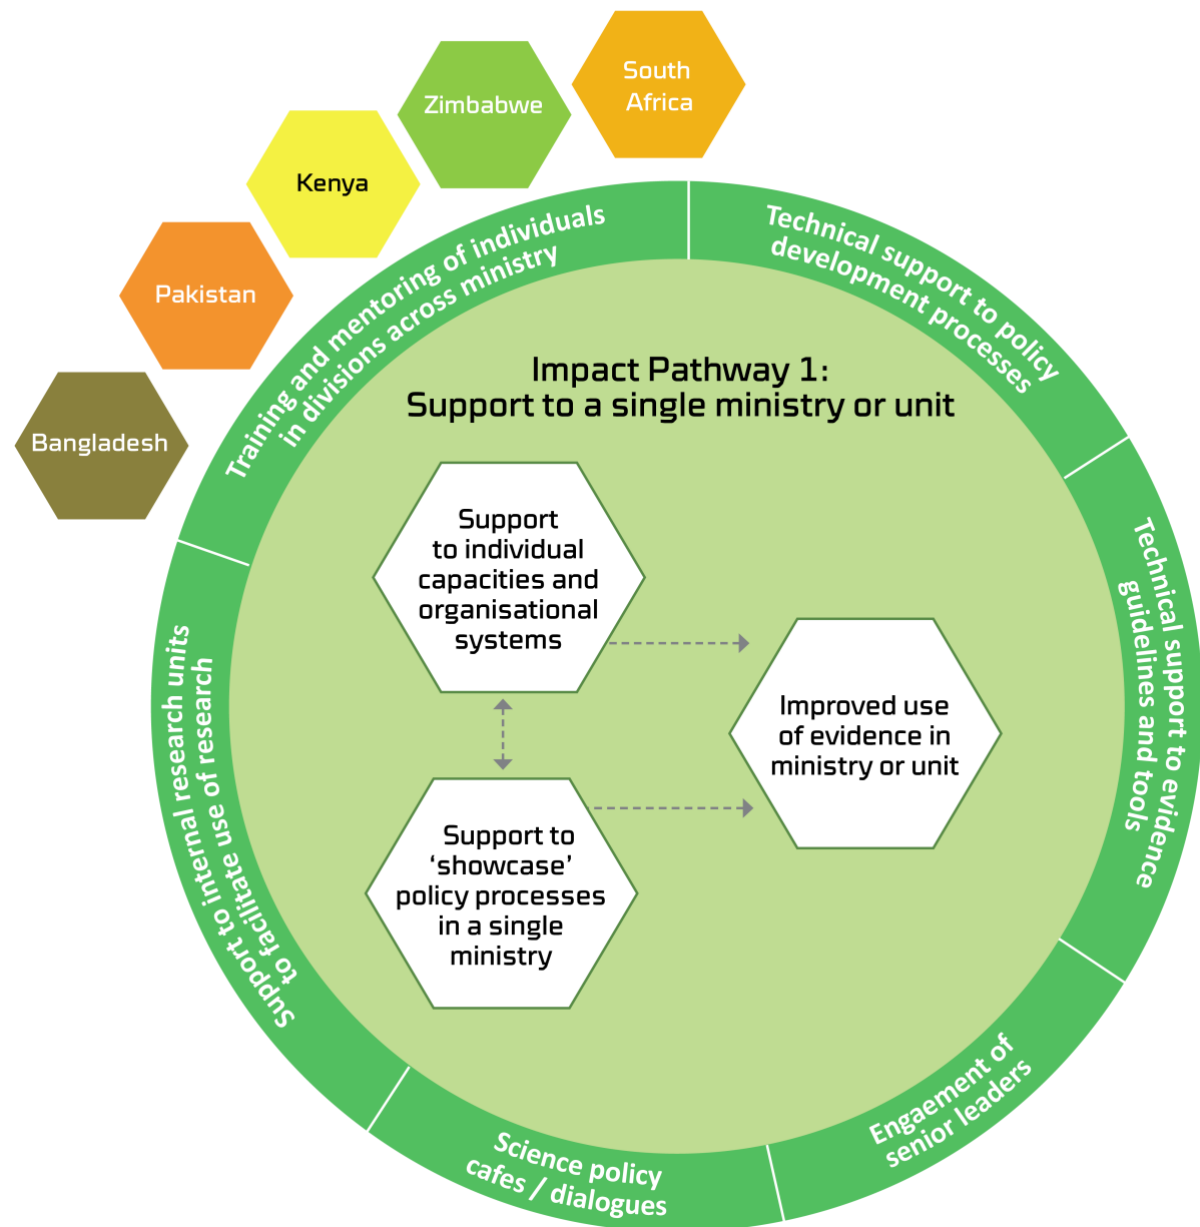 South
Africa
Zimbabwe
Kenya
Pakistan
Bangladesh
Training and mentoring of individuals
in divisions across ministry
Technical support to policy
development processes
Technical support to evidence
guidelines and tools
Engaement of
senior leaders
Science policy
cafes / dialogues
Support to internal research units
to facilitate use of research
Impact Pathway 1:
Support to a single ministry or unit
Support
to individual
capacities and
organisational
systems
Improved use
of evidence in
ministry or unit
Support to
‘showcase’
policy processes
in a single
ministry